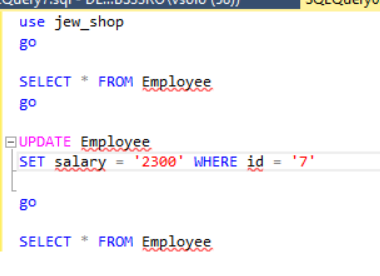 use jew_shop
go
SELECT * FROM Employee
go
UPDATE Employee
SET salary = '2300' WHERE id = '7'
go
SELECT * FROM Employee